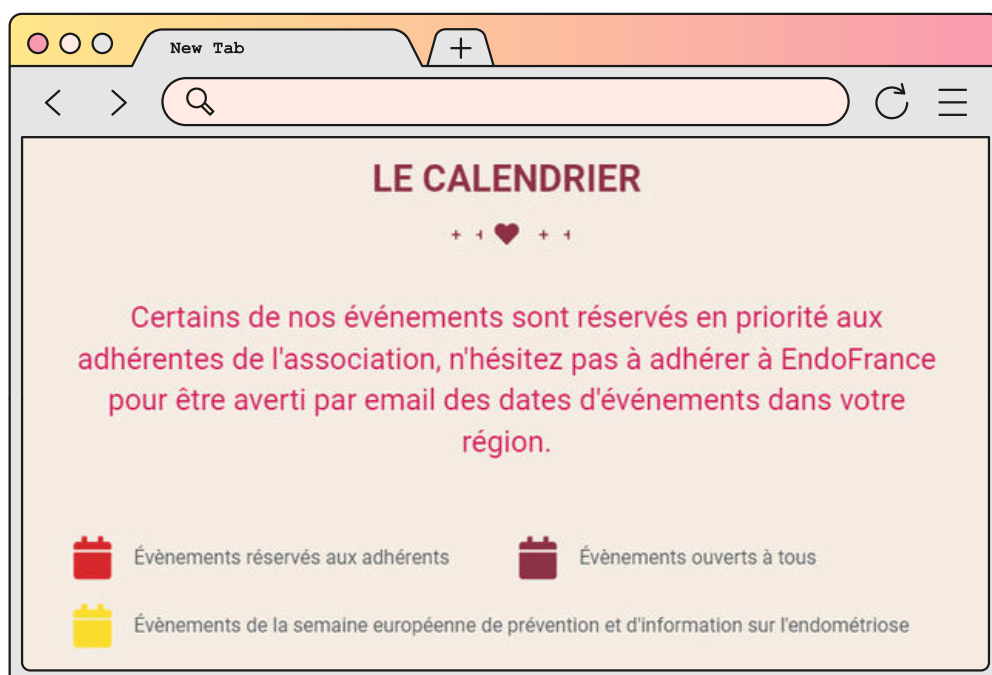 New Tab
LE CALENDRIER
Certains de nos événements sont réservés en priorité aux
adhérentes de l'association, n'hésitez pas à adhérer à EndoFrance
pour être averti par email des dates d'événements dans votre
région.
Évènements réservés aux adhérents
Évènements ouverts à tous
Évènements de la semaine européenne de prévention et d'information sur l'endométriose